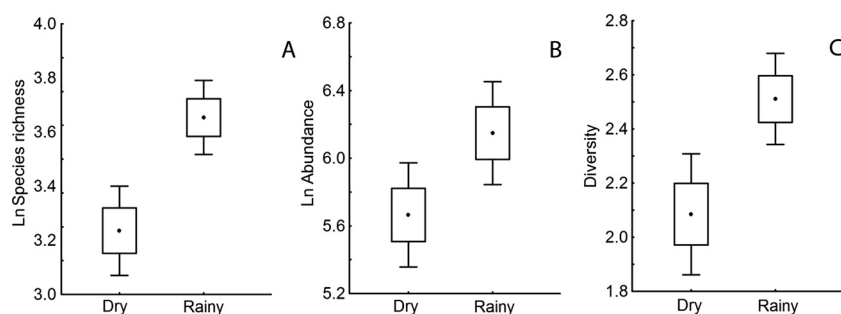 Ln Species richness
4.0
3.8
3.6
3.4
3.2
3.0
Dry Rainy
A
Ln Abundance
6.8
6.4
6.0
5.6
5.2
Dry Rainy
B
Diversity
2.8
2.6
2.4
2.2
2.0
1.8
Dry Rainy
C